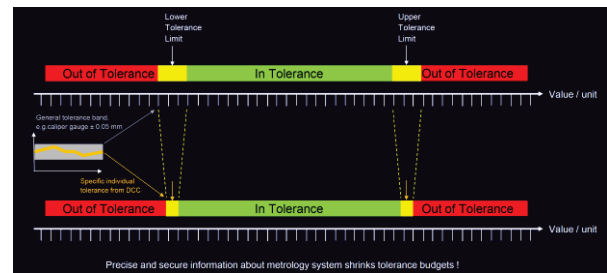 Lower
Tolerance
Limit
Upper
Tolerance
Limit
Out of Tolerance
In Tolerance
Out of Tolerance
Value / unit
General tolerance band.
e.g.caliper gauge ± 0.05 mm
Specific individual
tolerance from DCC
Out of Tolerance
In Tolerance
Out of Tolerance
Value / unit
Precise and secure information about metrology system shrinks tolerance budgets !